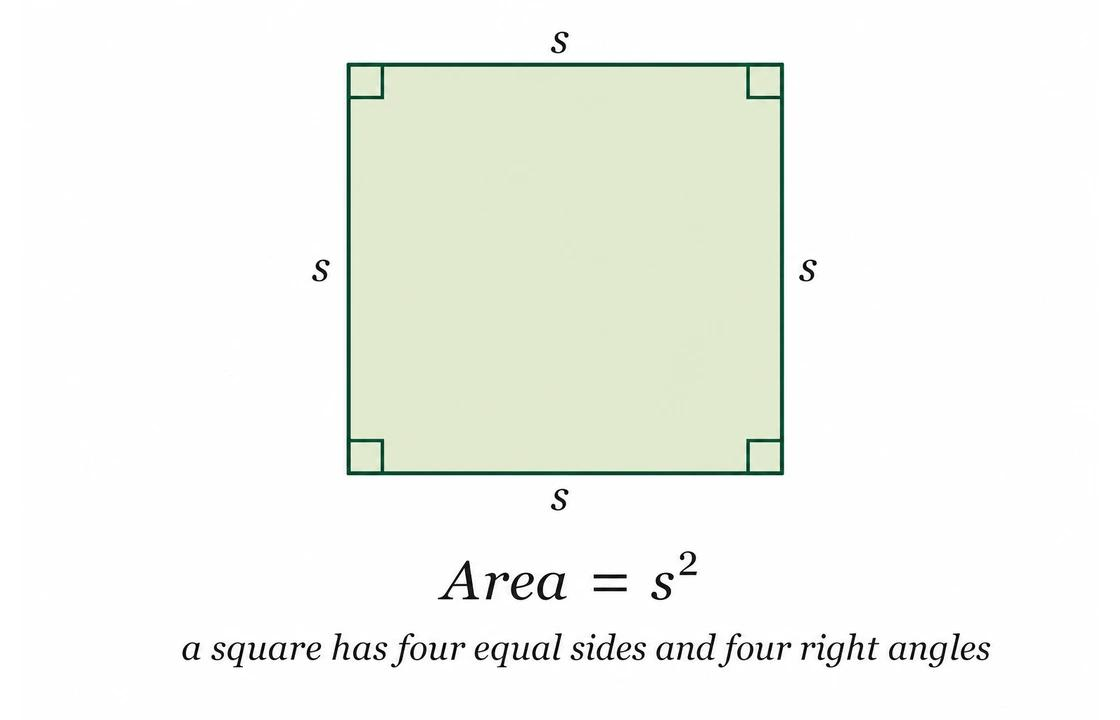 s
s
s
s
Area = s²
a square has four equal sides and four right angles